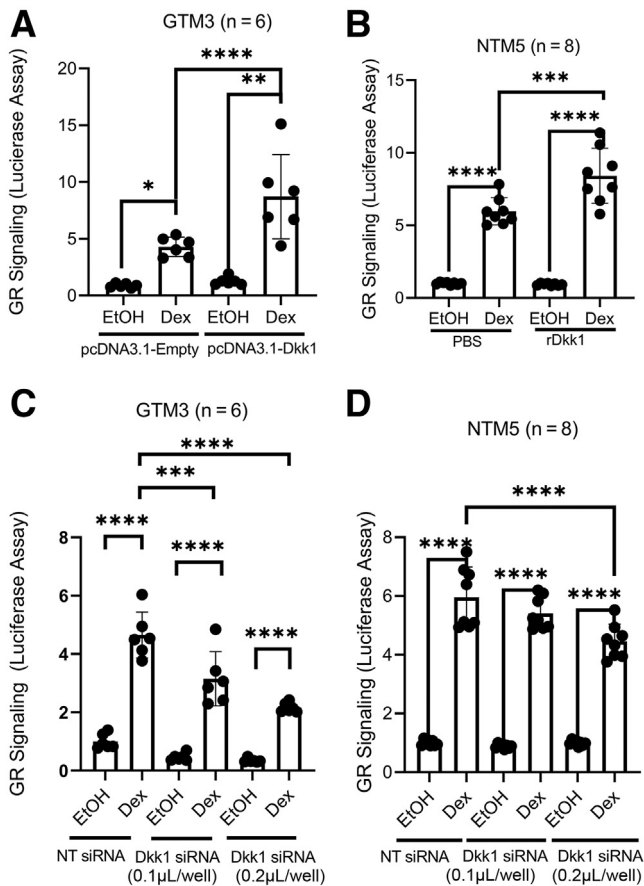 A
GTM3 (n = 6)
GR Signaling (Lucierase Assay)
20
15
10
5
0
*
****
**
EtOH Dex EtOH Dex
pcDNA3.1-Empty pcDNA3.1-Dkk1
B
NTM5 (n = 8)
GR Signaling (Luciferase Assay)
15
10
5
0
****
***
****
EtOH Dex EtOH Dex
PBS rDkk1
C
GTM3 (n = 6)
GR Signaling (Luciferase Assay)
8
6
4
2
0
****
***
****
****
****
EtOH Dex EtOH Dex EtOH Dex
NT siRNA Dkk1 siRNA Dkk1 siRNA
(0.1µL/well) (0.2µL/well)
D
NTM5 (n = 8)
GR Signaling (Luciferase Assay)
8
6
4
2
0
****
****
****
****
EtOH Dex EtOH Dex EtOH Dex
NT siRNA Dkk1 siRNA Dkk1 siRNA
(0.1µL/well) (0.2µL/well)